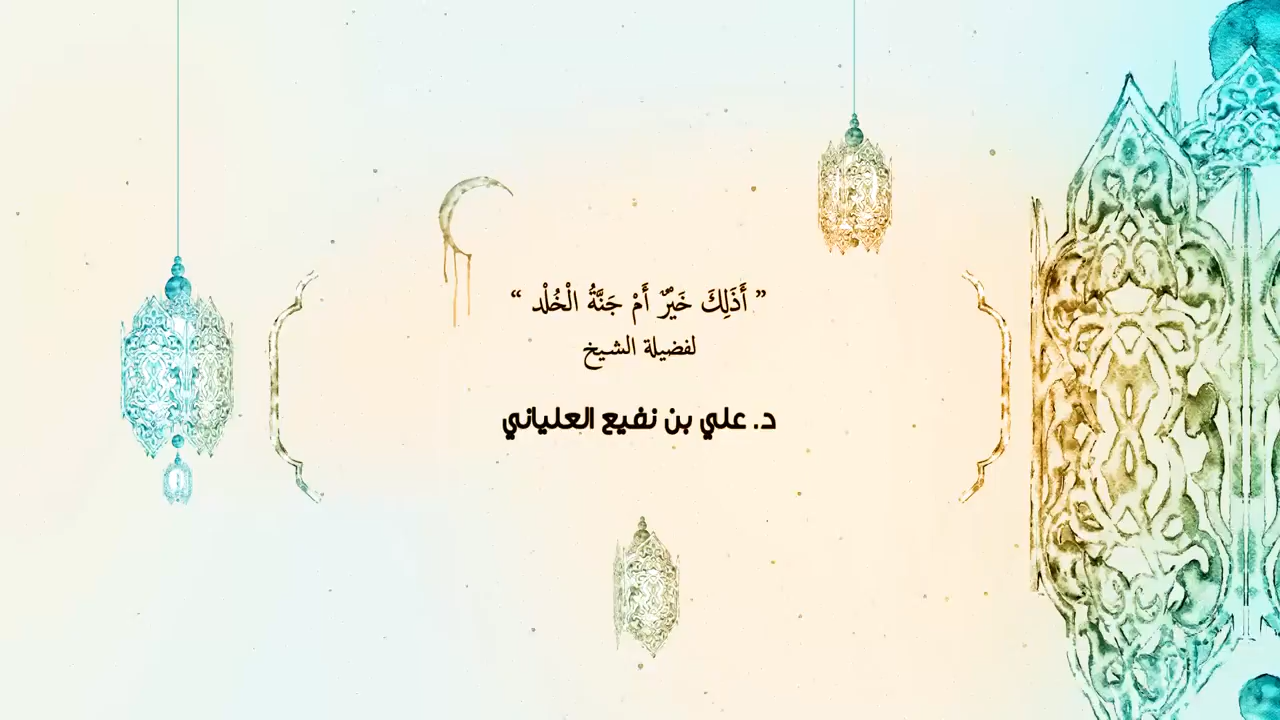 ” أَذَلِكَ خَيْرٌ أَمْ جَنَّةُ الْخُلْد “
لفضيلة الشيخ
د. علي بن نفيع العلياني